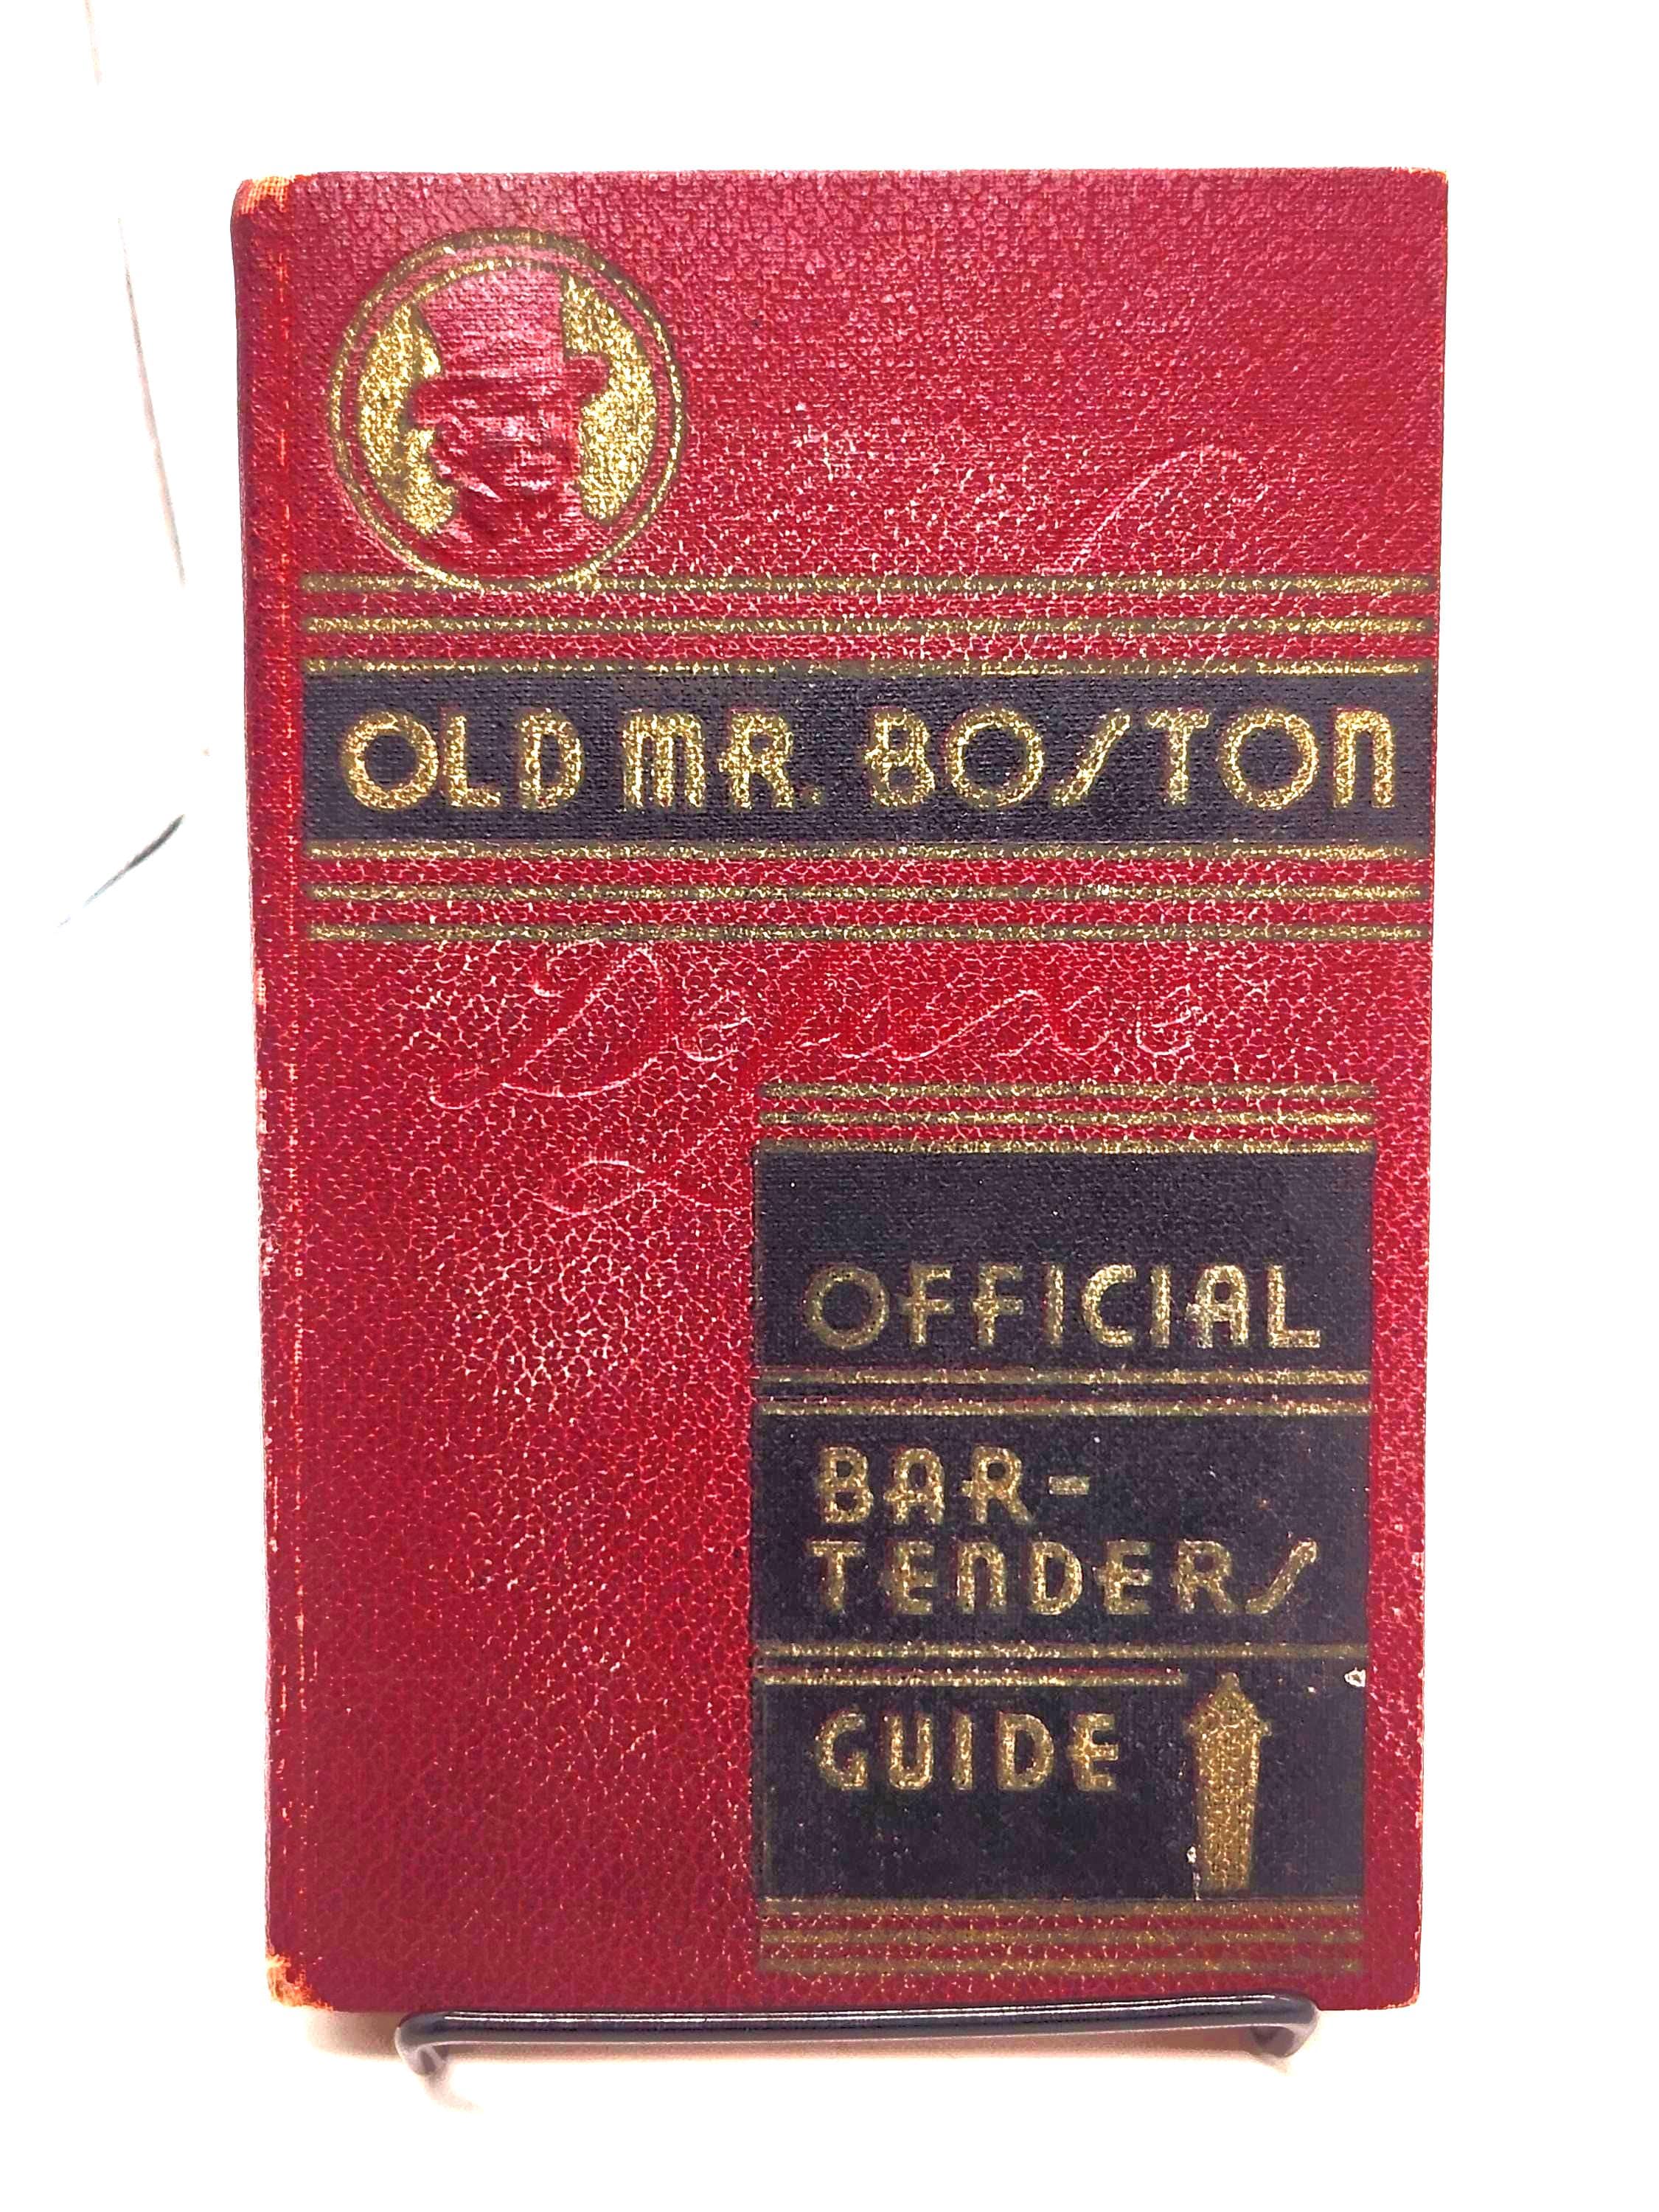 OLD MR. BOSTON
Deluxe
OFFICIAL
BAR-
TENDERS
GUIDE